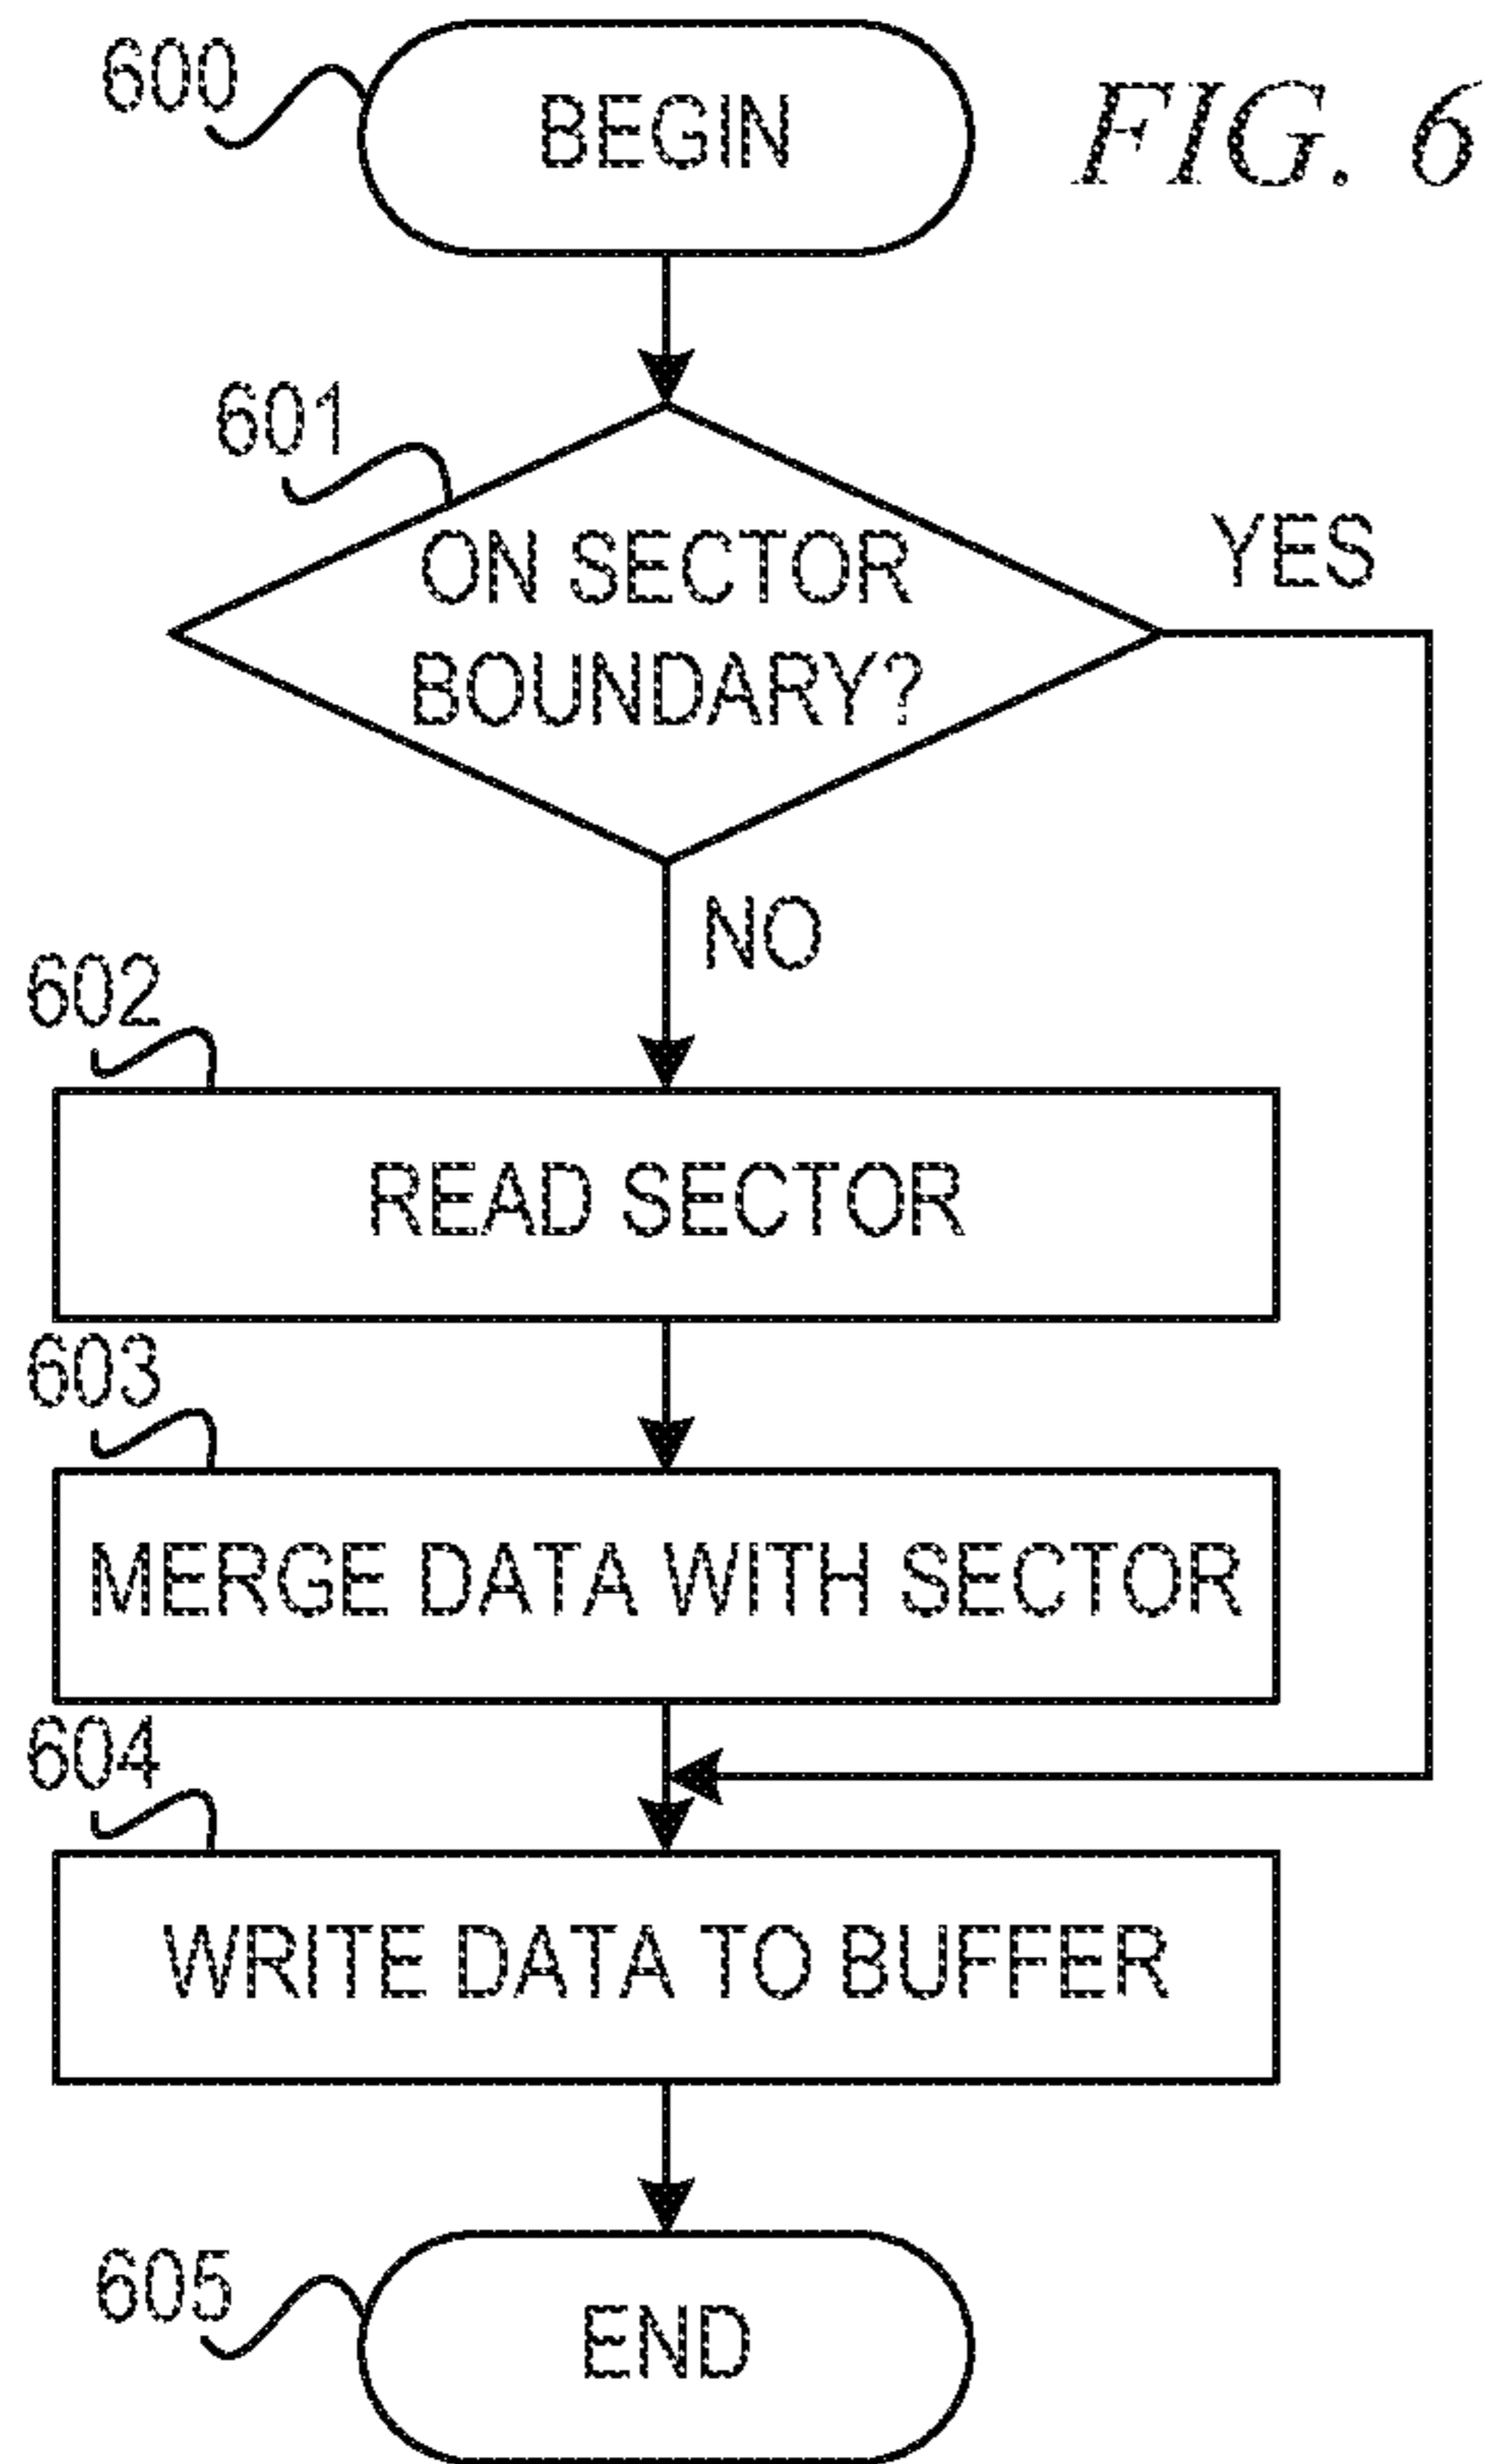 600
BEGIN
FIG. 6
601
ON SECTOR
BOUNDARY?
YES
NO
602
READ SECTOR
603
MERGE DATA WITH SECTOR
604
WRITE DATA TO BUFFER
605
END